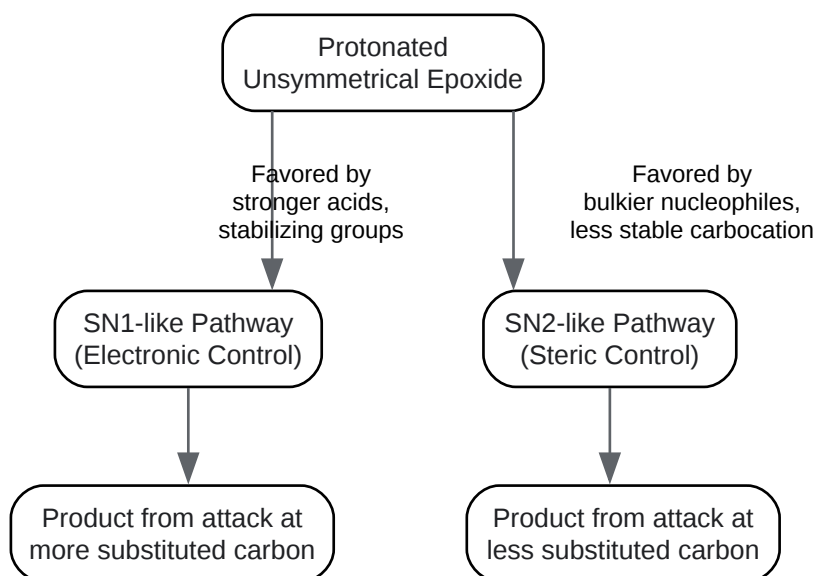 Protonated
Unsymmetrical Epoxide
Favored by
stronger acids,
stabilizing groups
Favored by
bulkier nucleophiles,
less stable carbocation
SN1-like Pathway
(Electronic Control)
SN2-like Pathway
(Steric Control)
Product from attack at
more substituted carbon
Product from attack at
less substituted carbon